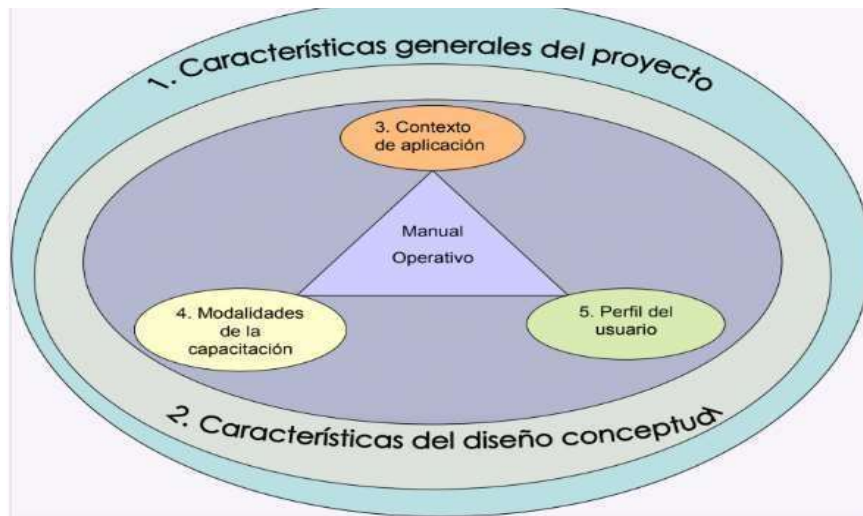 1. Características generales del proyecto
3. Contexto
de aplicación
Manual
Operativo
4. Modalidades
de la
capacitación
5. Perfil del
usuario
2. Características del diseño conceptual